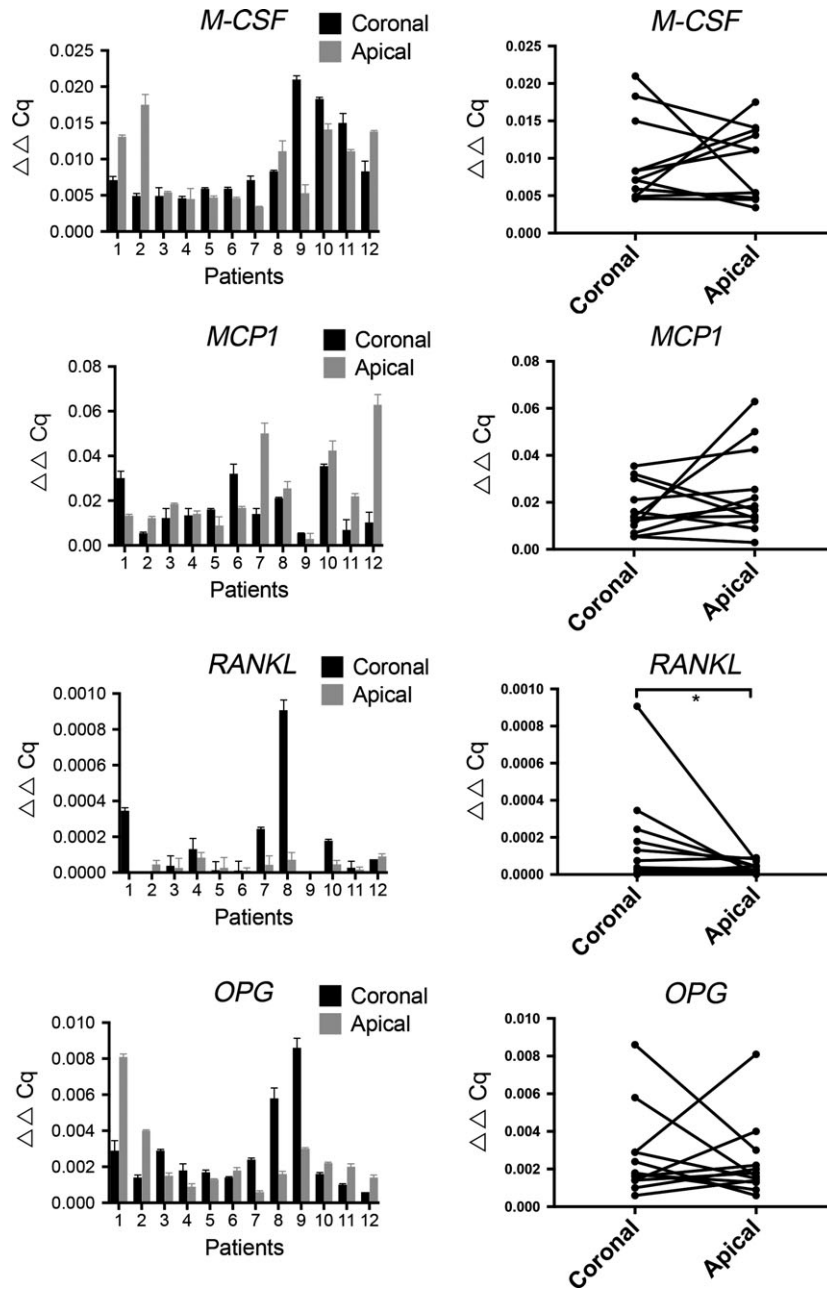 M-CSF
Coronal
Apical
0.025
0.020
0.015
0.010
0.005
0.000
△△ Cq
1 2 3 4 5 6 7 8 9 10 11 12
Patients
M-CSF
0.025
0.020
0.015
0.010
0.005
0.000
△△ Cq
Coronal
Apical
MCP1
Coronal
Apical
0.08
0.06
0.04
0.02
0.00
△△ Cq
1 2 3 4 5 6 7 8 9 10 11 12
Patients
MCP1
0.08
0.06
0.04
0.02
0.00
△△ Cq
Coronal
Apical
RANKL
Coronal
Apical
0.0010
0.0008
0.0006
0.0004
0.0002
0.0000
△△ Cq
1 2 3 4 5 6 7 8 9 10 11 12
Patients
RANKL
0.0010
*
0.0008
0.0006
0.0004
0.0002
0.0000
△△ Cq
Coronal
Apical
OPG
Coronal
Apical
0.010
0.008
0.006
0.004
0.002
0.000
△△ Cq
1 2 3 4 5 6 7 8 9 10 11 12
Patients
OPG
0.010
0.008
0.006
0.004
0.002
0.000
△△ Cq
Coronal
Apical